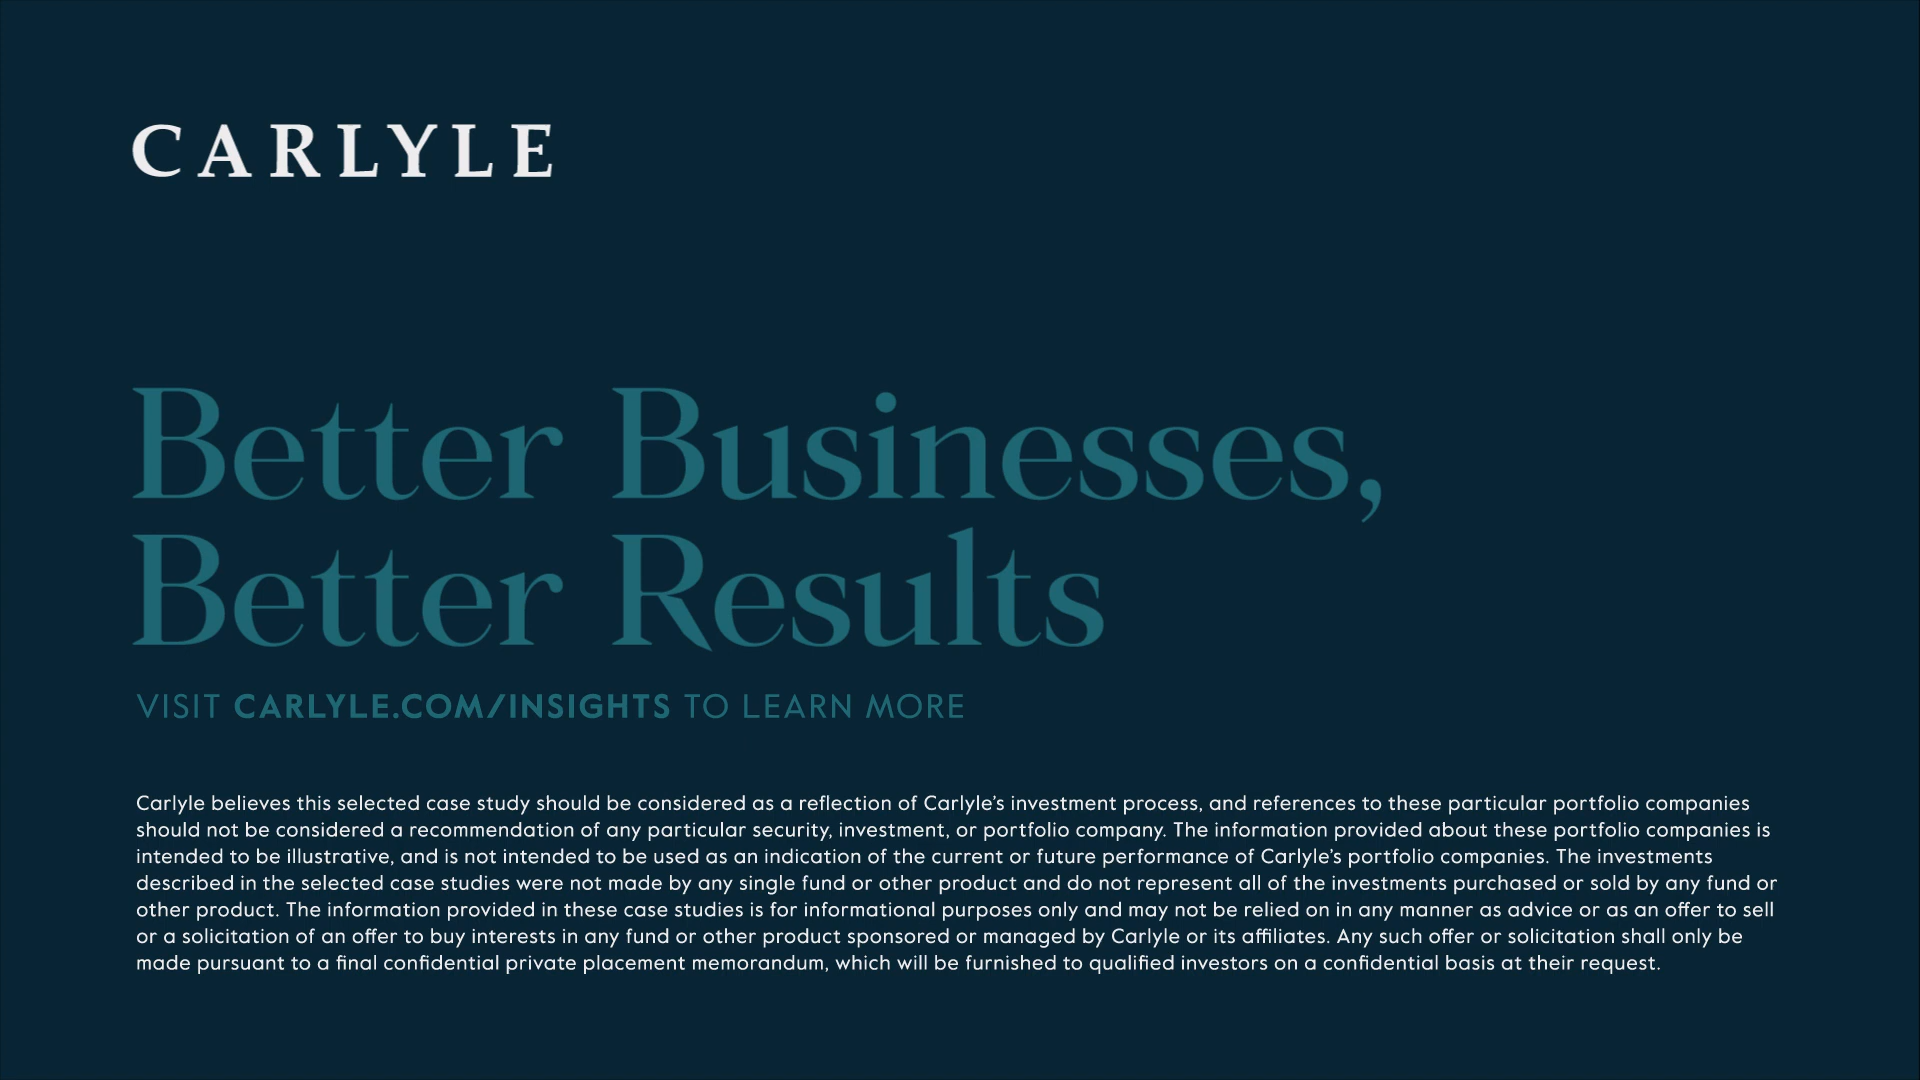 CARLYLE
Better Businesses,
Better Results
VISIT CARLYLE.COM/INSIGHTS TO LEARN MORE
Carlyle believes this selected case study should be considered as a reflection of Carlyle’s investment process, and references to these particular portfolio companies
should not be considered a recommendation of any particular security, investment, or portfolio company. The information provided about these portfolio companies is
intended to be illustrative, and is not intended to be used as an indication of the current or future performance of Carlyle’s portfolio companies. The investments
described in the selected case studies were not made by any single fund or other product and do not represent all of the investments purchased or sold by any fund or
other product. The information provided in these case studies is for informational purposes only and may not be relied on in any manner as advice or as an offer to sell
or a solicitation of an offer to buy interests in any fund or other product sponsored or managed by Carlyle or its affiliates. Any such offer or solicitation shall only be
made pursuant to a final confidential private placement memorandum, which will be furnished to qualified investors on a confidential basis at their request.